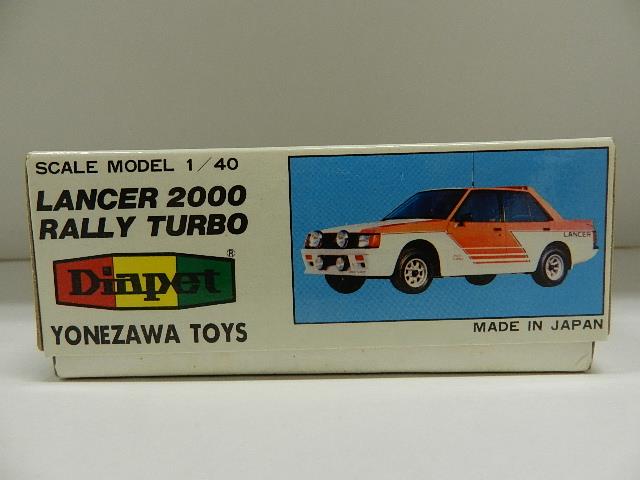 SCALE MODEL 1/40
LANCER 2000
RALLY TURBO
Diapet®
YONEZAWA TOYS
LANCER
MADE IN JAPAN